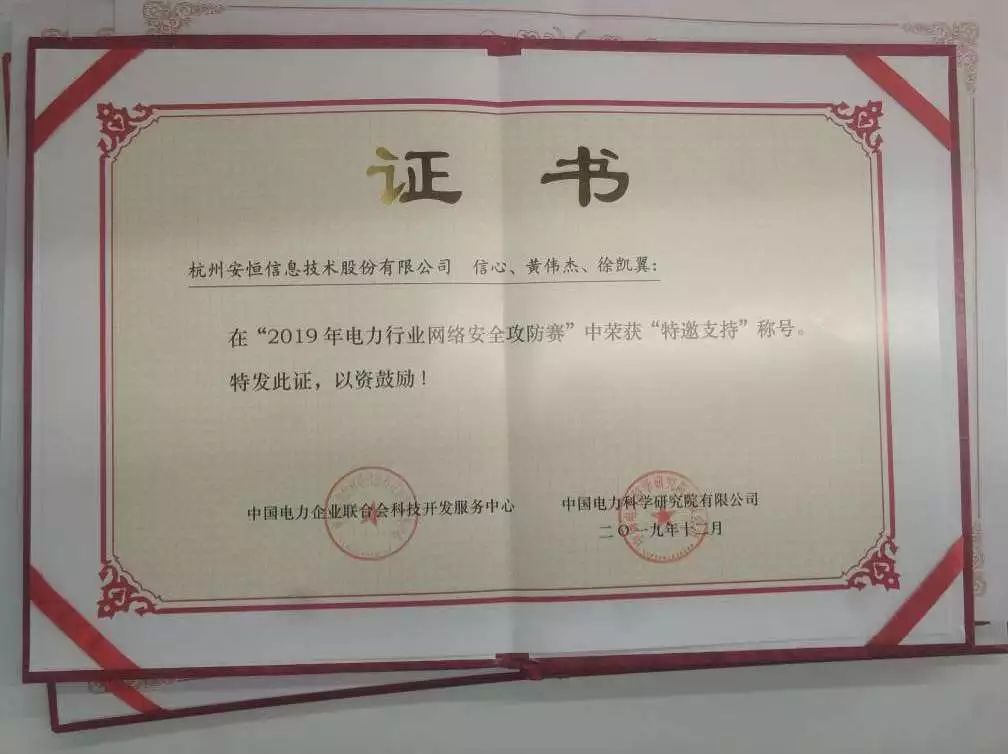 证书
杭州安恒信息技术股份有限公司 信心、黄伟杰、徐凯翼:
在“2019年电力行业网络安全攻防赛”中荣获“特邀支持”称号。
特发此证，以资鼓励！
中国电力企业联合会科技开发服务中心
中国电力科学研究院有限公司
二〇一九年十二月